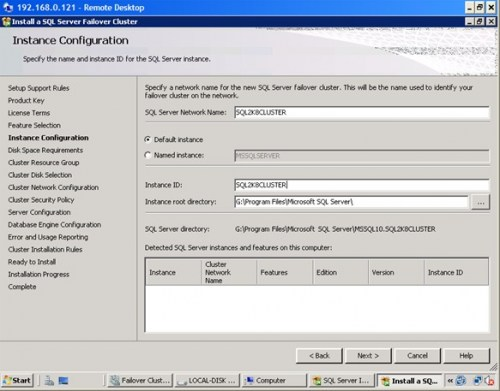 192.168.0.121 - Remote Desktop
Install a SQL Server Failover Cluster
Instance Configuration
Specify the name and instance ID for the SQL Server instance.
Setup Support Rules
Product Key
License Terms
Feature Selection
Instance Configuration
Disk Space Requirements
Cluster Resource Group
Cluster Disk Selection
Cluster Network Configuration
Cluster Security Policy
Server Configuration
Database Engine Configuration
Error and Usage Reporting
Cluster Installation Rules
Ready to Install
Installation Progress
Complete
Specify a network name for the new SQL Server failover cluster. This will be the name used to identify your
failover cluster on the network.
SQL Server Network Name: SQL2K8CLUSTER
Default instance
Named instance: MSSQLSERVER
Instance ID: SQL2K8CLUSTER
Instance root directory: G:\Program Files\Microsoft SQL Server\ ...
SQL Server directory: G:\Program Files\Microsoft SQL Server\MSSQL10.SQL2K8CLUSTER
Detected SQL Server instances and features on this computer:
Instance Cluster Network Name Features Edition Version Instance ID
< Back Next > Cancel Help
Start Failover Clust... LOCAL-DISK ... Computer SQL Server I... Install a SQ... «